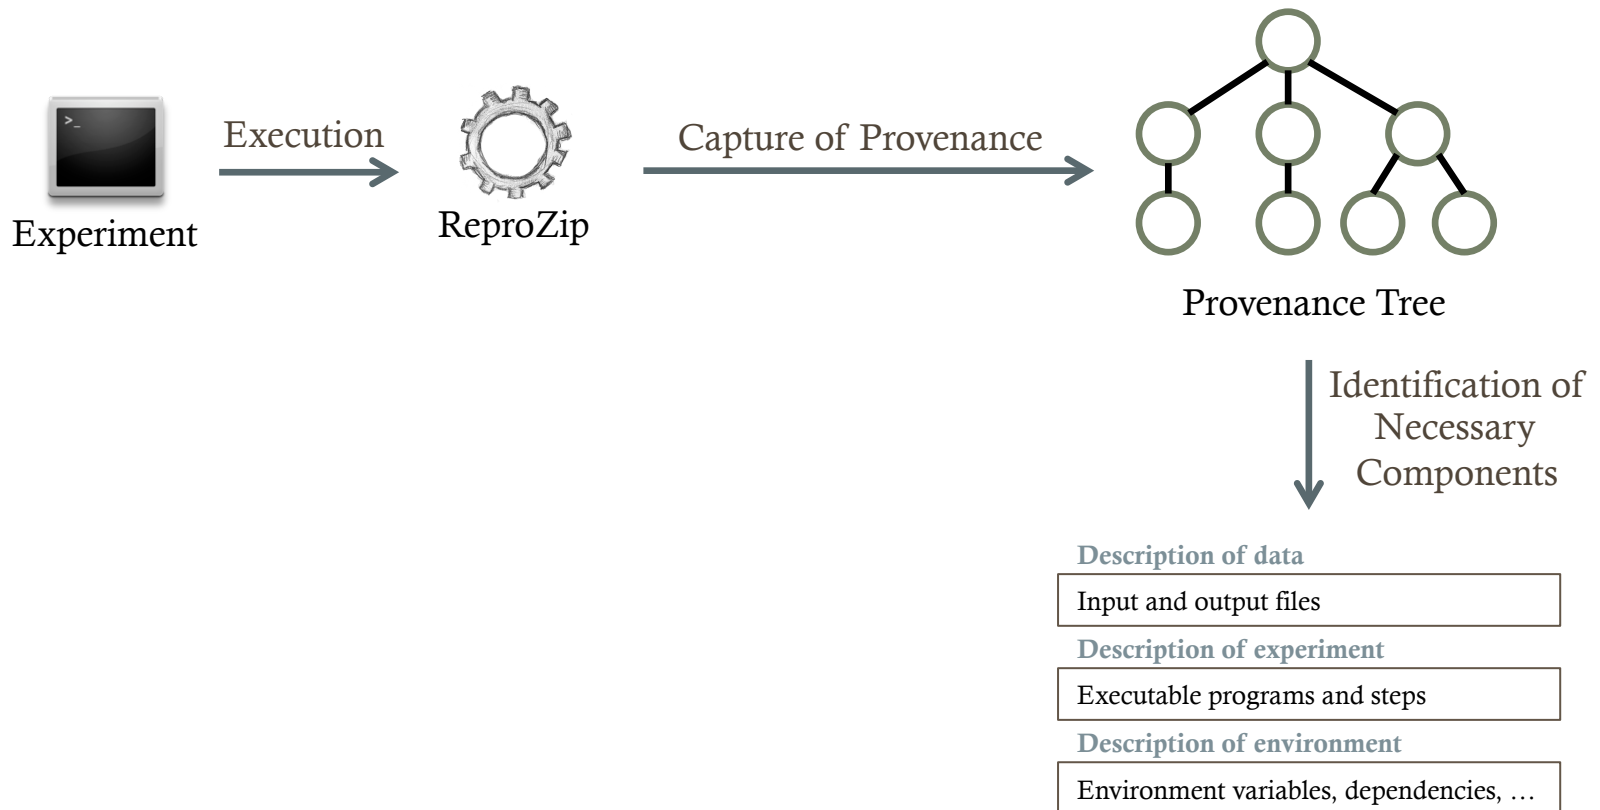 >_
Execution
Experiment
ReproZip
Capture of Provenance
Provenance Tree
Identification of
Necessary
Components
Description of data
Input and output files
Description of experiment
Executable programs and steps
Description of environment
Environment variables, dependencies, …